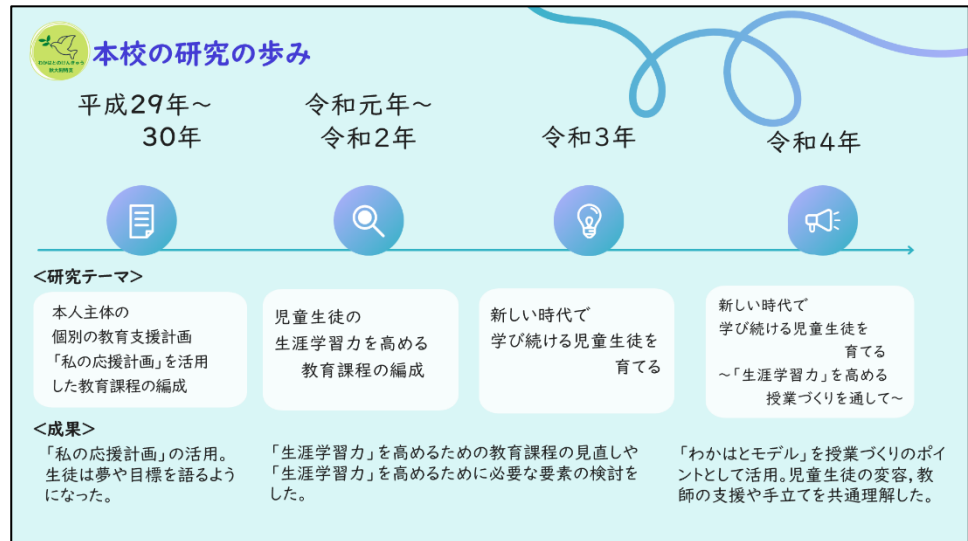 本校の研究の歩み
わかはとのけんきゅう
平成29年～
30年
令和元年～
令和2年
令和3年
令和4年
<研究テーマ>
本人主体の
個別の教育支援計画
「私の応援計画」を活用
した教育課程の編成
児童生徒の
生涯学習力を高める
教育課程の編成
新しい時代で
学び続ける児童生徒を
育てる
新しい時代で
学び続ける児童生徒を
育てる
～「生涯学習力」を高める
授業づくりを通して～
<成果>
「私の応援計画」の活用。
生徒は夢や目標を語るよう
になった。
「生涯学習力」を高めるための教育課程の見直しや
「生涯学習力」を高めるために必要な要素の検討を
した。
「わかはとモデル」を授業づくりのポイ
ントとして活用。児童生徒の変容,教
師の支援や手立てを共通理解した。